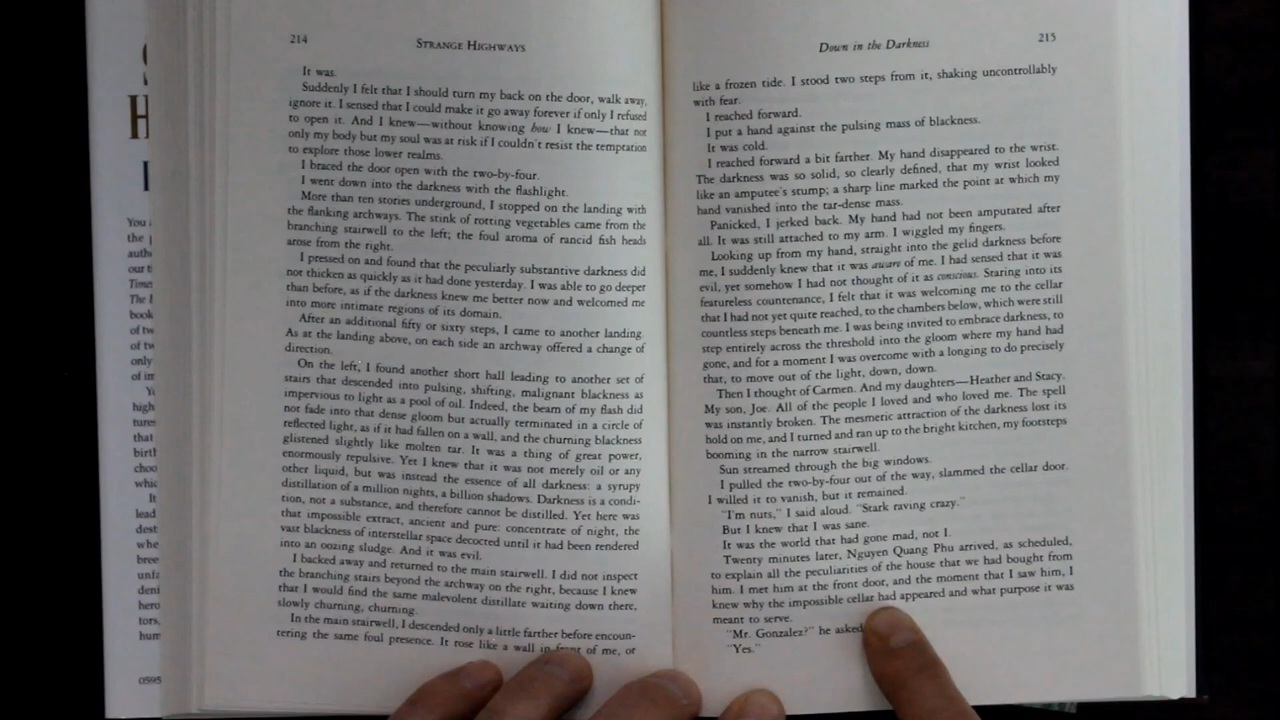 S
H
You
the
auth
our
Time
The
book
of tw
of tw
only
of
Y
high
that
birt
choo
It
lead
dest
whe
bree
unfa
deni
hero
tors,
hum
0595
214
STRANGE HIGHWAYS
It was.
Suddenly I felt that I should turn my back on the door, walk away,
ignore it. I sensed that I could make it go away forever if only I refused
to open it. And I knew—without knowing how I knew—that not
only my body but my soul was at risk if I couldn't resist the temptation
to explore those lower realms.
I braced the door open with the two-by-four.
I went down into the darkness with the flashlight.
More than ten stories underground, I stopped on the landing with
the flanking archways. The stink of rotting vegetables came from the
branching stairwell to the left; the foul aroma of rancid fish heads
arose from the right.
I pressed on and found that the peculiarly substantive darkness did
not thicken as quickly as it had done yesterday. I was able to go deeper
than before, as if the darkness knew me better now and welcomed me
into more intimate regions of its domain.
After an additional fifty or sixty steps, I came to another landing.
As at the landing above, on each side an archway offered a change of
direction.
On the left, I found another short hall leading to another set of
stairs that descended into pulsing, shifting, malignant blackness as
impervious to light as a pool of oil. Indeed, the beam of my flash did
not fade into that dense gloom but actually terminated in a circle of
reflected light, as if it had fallen on a wall, and the churning blackness
glistened slightly like molten tar. It was a thing of great power,
enormously repulsive. Yet I knew that it was not merely oil or any
other liquid, but was instead the essence of all darkness: a syrupy
distillation of a million nights, a billion shadows. Darkness is a condi-
tion, not a substance, and therefore cannot be distilled. Yet here was
that impossible extract, ancient and pure: concentrate of night, the
vast blackness of interstellar space decocted until it had been rendered
into an oozing sludge. And it was evil.
I backed away and returned to the main stairwell. I did not inspect
the branching stairs beyond the archway on the right, because I knew
that I would find the same malevolent distillate waiting down there,
slowly churning, churning.
In the main stairwell, I descended only a little farther before encoun-
tering the same foul presence. It rose like a wall in front of me, or
Down in the Darkness
215
like a frozen tide. I stood two steps from it, shaking uncontrollably
with fear.
I reached forward.
I put a hand against the pulsing mass of blackness.
It was cold.
I reached forward a bit farther. My hand disappeared to the wrist.
The darkness was so solid, so clearly defined, that my wrist looked
like an amputee's stump; a sharp line marked the point at which my
hand vanished into the tar-dense mass.
Panicked, I jerked back. My hand had not been amputated after
all. It was still attached to my arm. I wiggled my fingers.
Looking up from my hand, straight into the gelid darkness before
me, I suddenly knew that it was aware of me. I had sensed that it was
evil, yet somehow I had not thought of it as conscious. Staring into its
featureless countenance, I felt that it was welcoming me to the cellar
that I had not yet quite reached, to the chambers below, which were still
countless steps beneath me. I was being invited to embrace darkness, to
step entirely across the threshold into the gloom where my hand had
gone, and for a moment I was overcome with a longing to do precisely
that, to move out of the light, down, down.
Then I thought of Carmen. And my daughters—Heather and Stacy.
My son, Joe. All of the people I loved and who loved me. The spell
was instantly broken. The mesmeric attraction of the darkness lost its
hold on me, and I turned and ran up to the bright kitchen, my footsteps
booming in the narrow stairwell.
Sun streamed through the big windows.
I pulled the two-by-four out of the way, slammed the cellar door.
I willed it to vanish, but it remained.
"I'm nuts," I said aloud. "Stark raving crazy."
But I knew that I was sane.
It was the world that had gone mad, not I.
Twenty minutes later, Nguyen Quang Phu arrived, as scheduled,
to explain all the peculiarities of the house that we had bought from
him. I met him at the front door, and the moment that I saw him, I
knew why the impossible cellar had appeared and what purpose it was
meant to serve.
"Mr. Gonzalez?" he asked
"Yes."